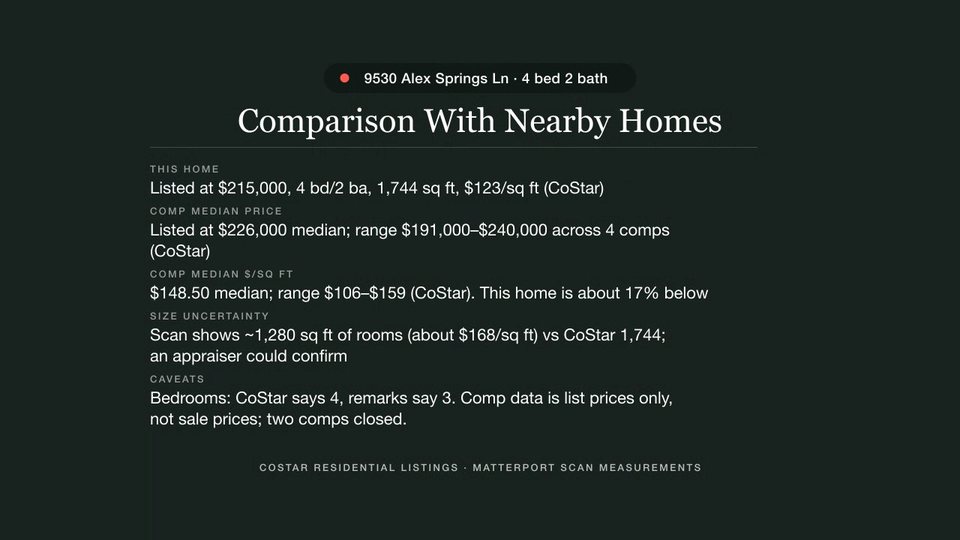 9530 Alex Springs Ln · 4 bed 2 bath
Comparison With Nearby Homes
THIS HOME
Listed at $215,000, 4 bd/2 ba, 1,744 sq ft, $123/sq ft (CoStar)
COMP MEDIAN PRICE
Listed at $226,000 median; range $191,000–$240,000 across 4 comps
(CoStar)
COMP MEDIAN $/SQ FT
$148.50 median; range $106–$159 (CoStar). This home is about 17% below
SIZE UNCERTAINTY
Scan shows ~1,280 sq ft of rooms (about $168/sq ft) vs CoStar 1,744;
an appraiser could confirm
CAVEATS
Bedrooms: CoStar says 4, remarks say 3. Comp data is list prices only,
not sale prices; two comps closed.
COSTAR RESIDENTIAL LISTINGS · MATTERPORT SCAN MEASUREMENTS